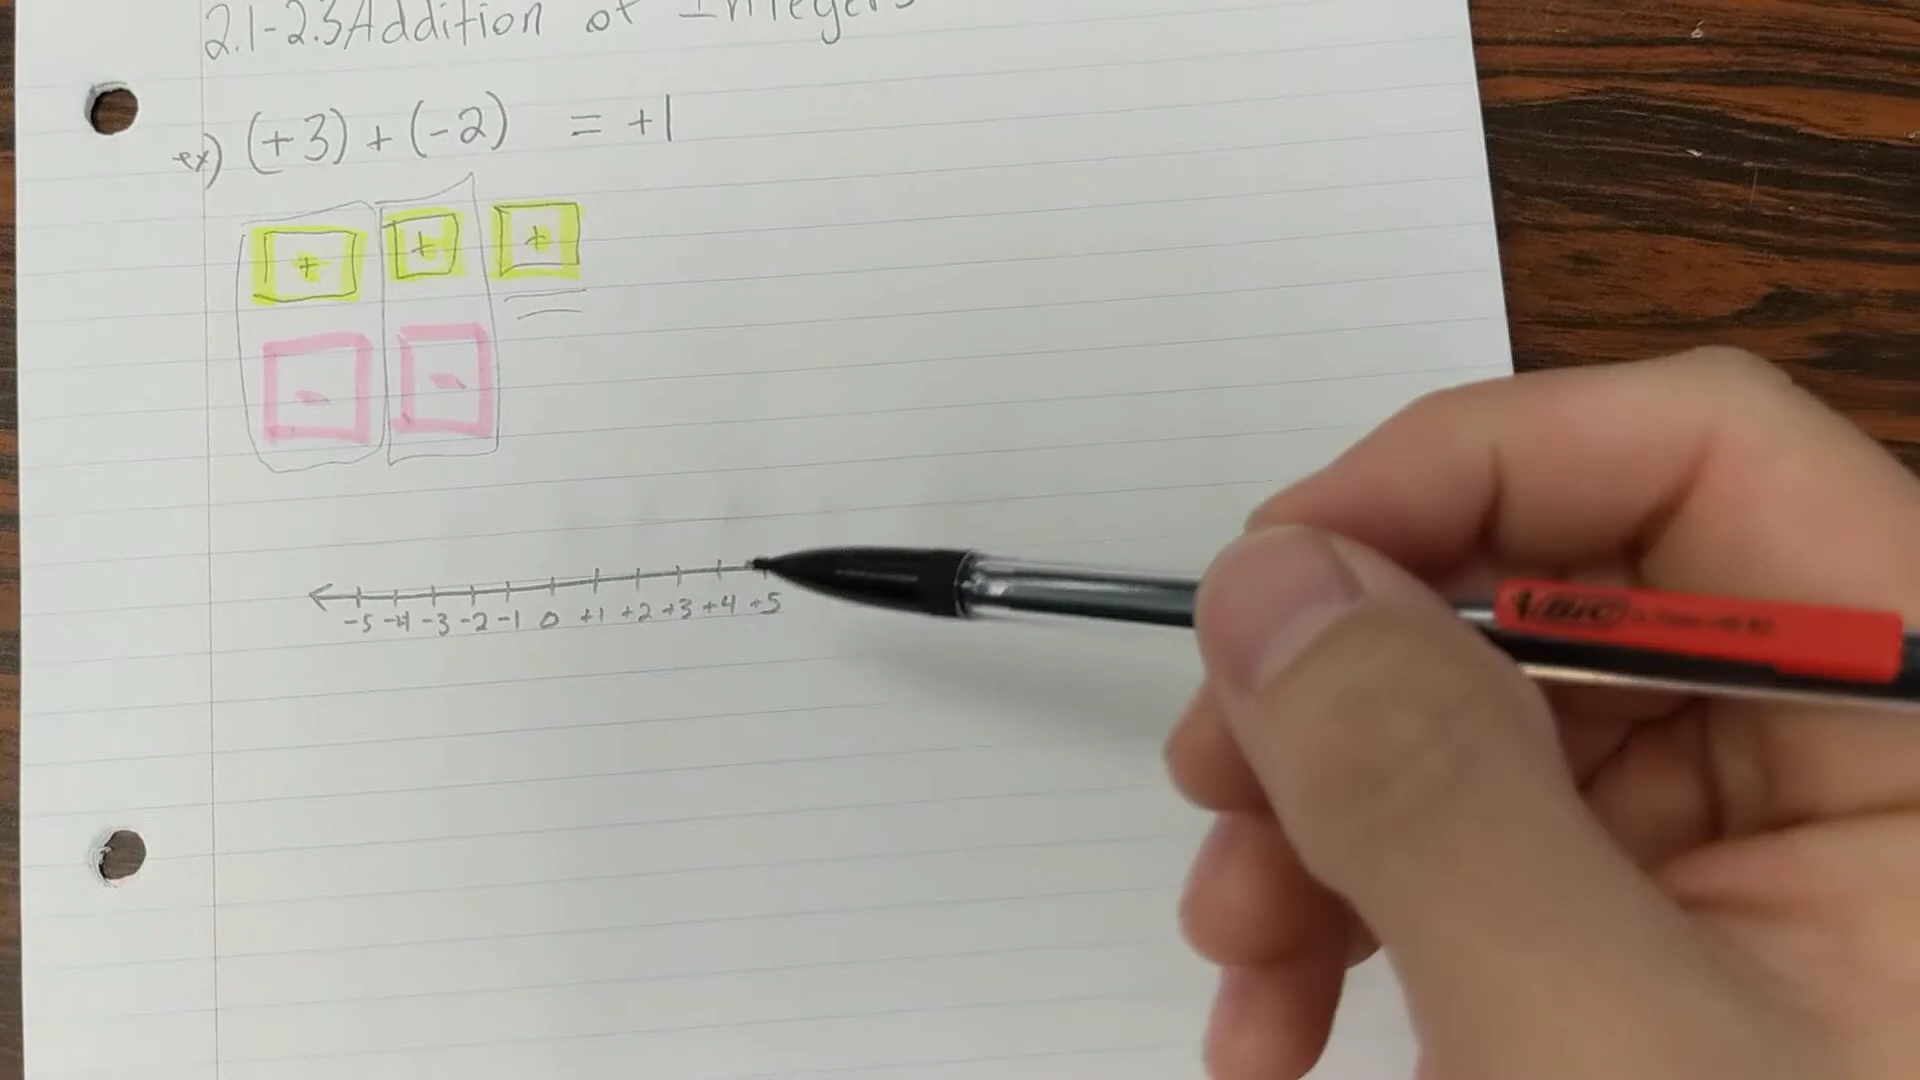 2.1-2.3 Addition of Integers
ex) (+3) + (-2) = +1
+ + +
- -
-5 -4 -3 -2 -1 0 +1 +2 +3 +4 +5
BIC